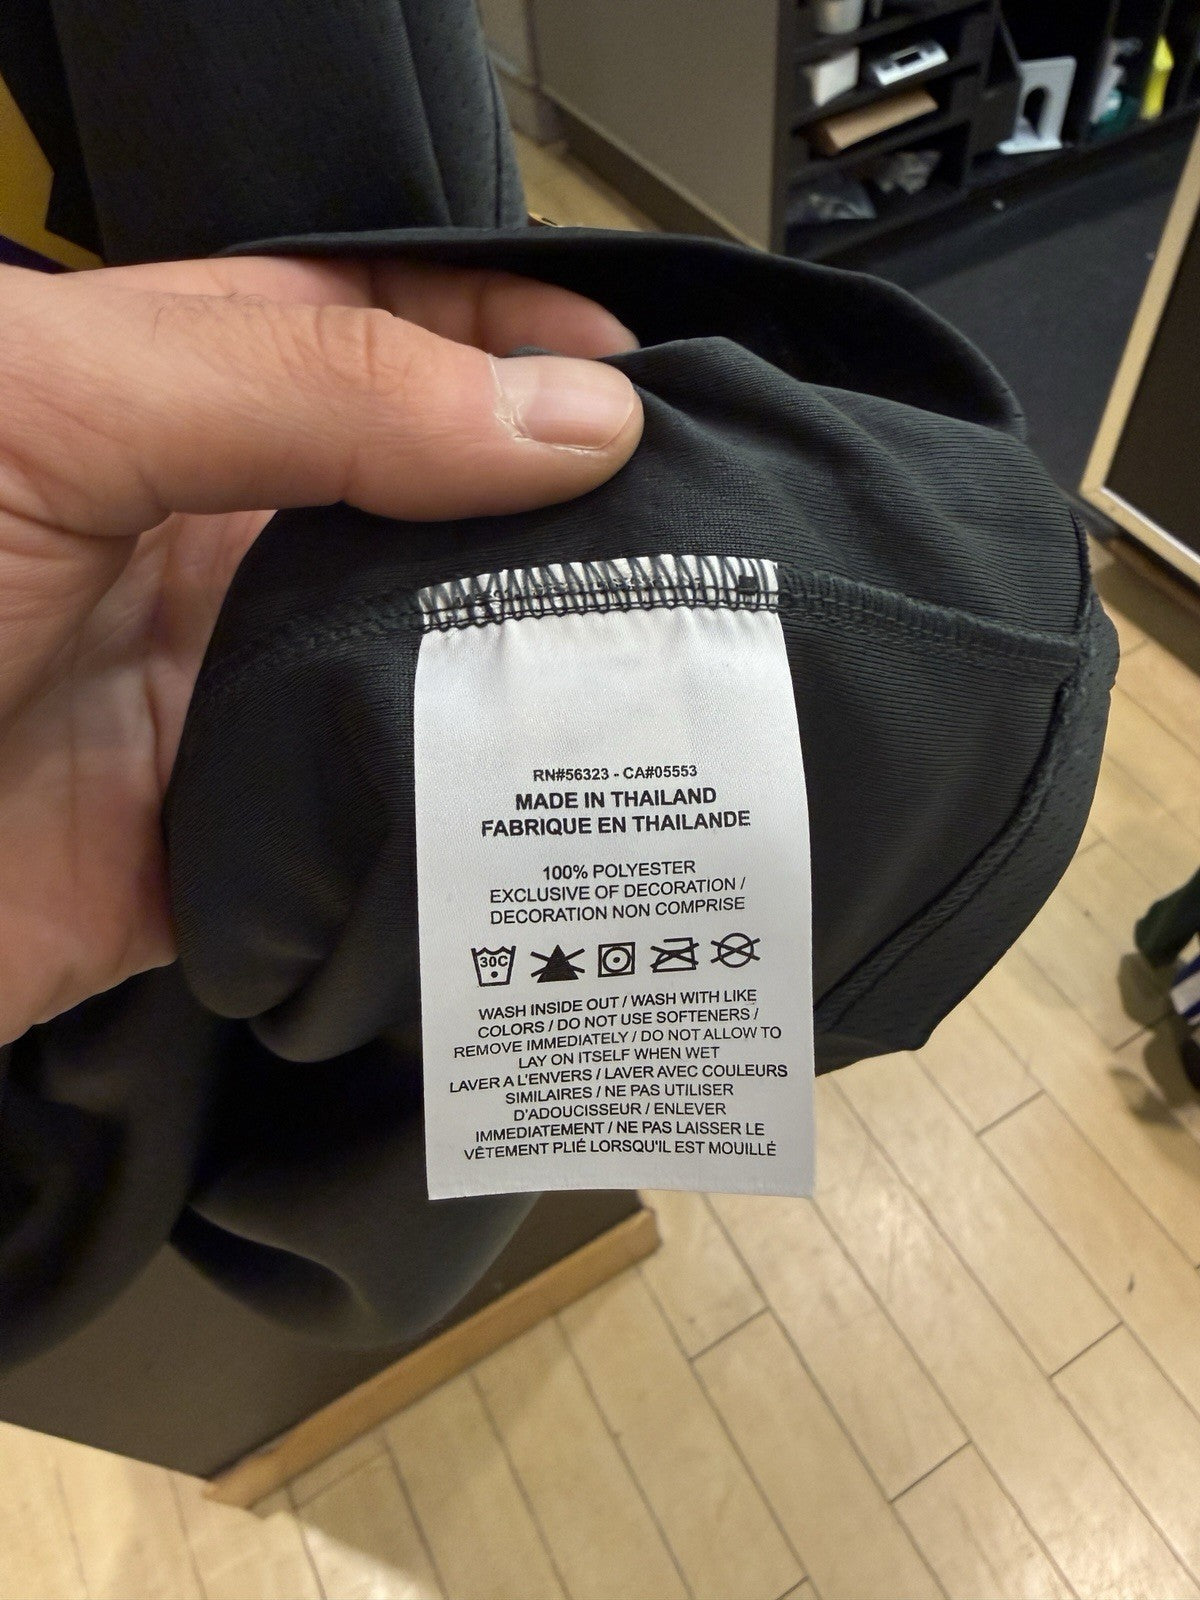 RN#56323 - CA#05553
MADE IN THAILAND
FABRIQUE EN THAILANDE
100% POLYESTER
EXCLUSIVE OF DECORATION /
DECORATION NON COMPRISE
30C
WASH INSIDE OUT / WASH WITH LIKE
COLORS / DO NOT USE SOFTENERS /
REMOVE IMMEDIATELY / DO NOT ALLOW TO
LAY ON ITSELF WHEN WET
LAVER A L'ENVERS / LAVER AVEC COULEURS
SIMILAIRES / NE PAS UTILISER
D'ADOUCISSEUR / ENLEVER
IMMEDIATEMENT / NE PAS LAISSER LE
VÊTEMENT PLIÉ LORSQU'IL EST MOUILLÉ